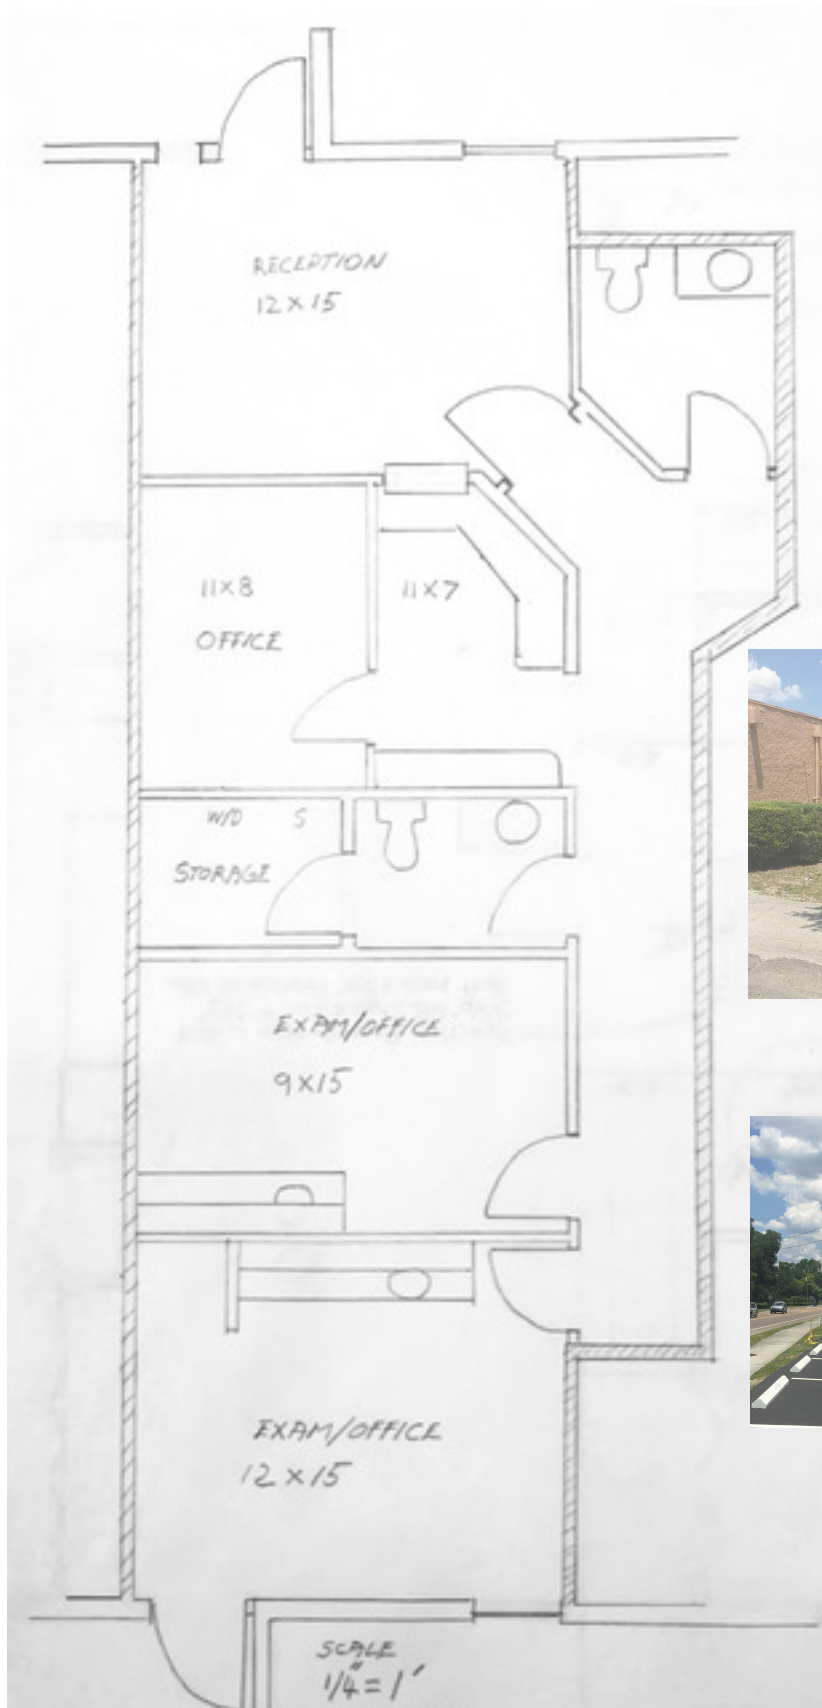 RECEPTION
12 X 15
11X8
OFFICE
11X7
W/D S
STORAGE
EXAM/OFFICE
9X15
EXAM/OFFICE
12 X 15
SCALE
1/4" = 1'